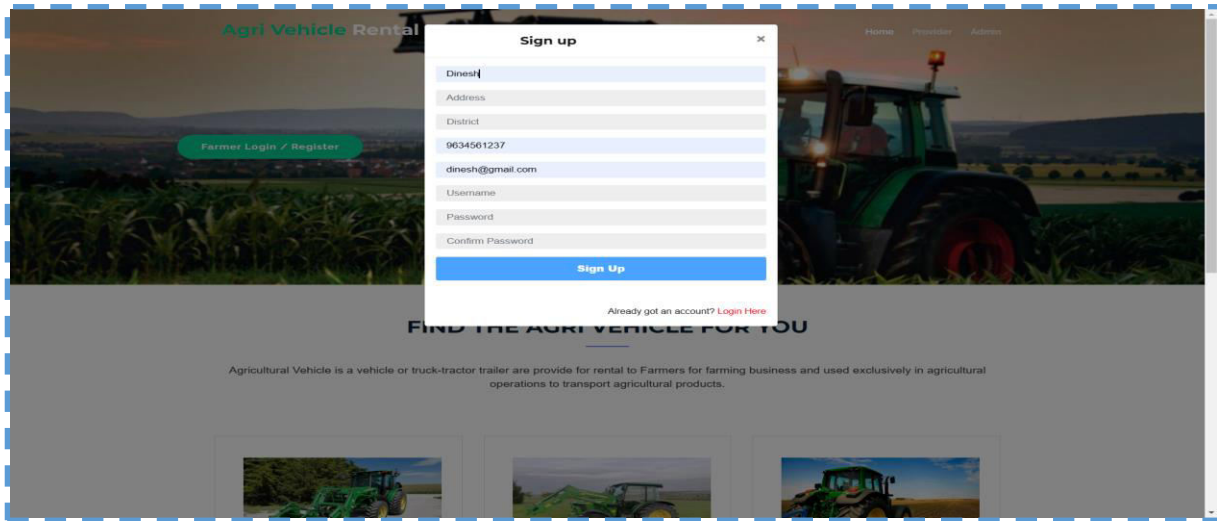 Agri Vehicle Rental
Home Provider Admin
Sign up ×
Dinesh
Address
District
Farmer Login / Register
9634561237
dinesh@gmail.com
Username
Password
Confirm Password
Sign Up
Already got an account? Login Here
FIND THE AGRI VEHICLE FOR YOU
Agricultural Vehicle is a vehicle or truck-tractor trailer are provide for rental to Farmers for farming business and used exclusively in agricultural
operations to transport agricultural products.